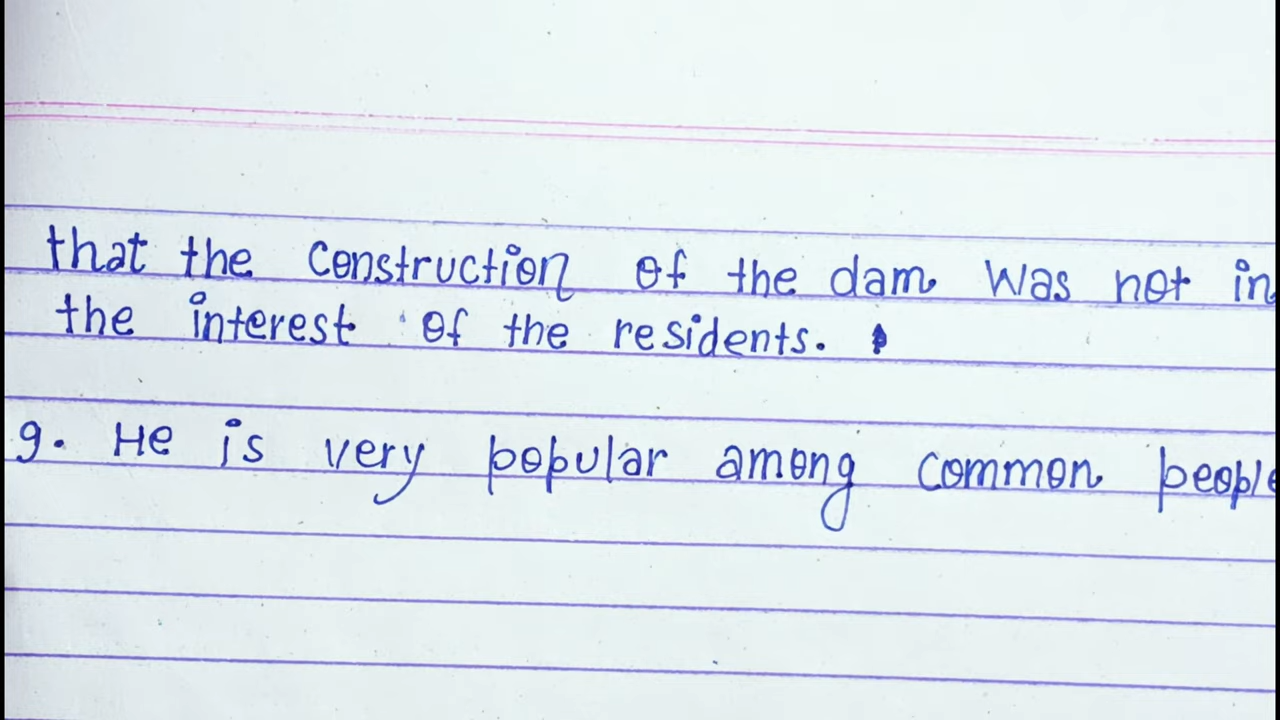 that the construction of the dam was not in
the interest of the residents.
9. He is very popular among common people